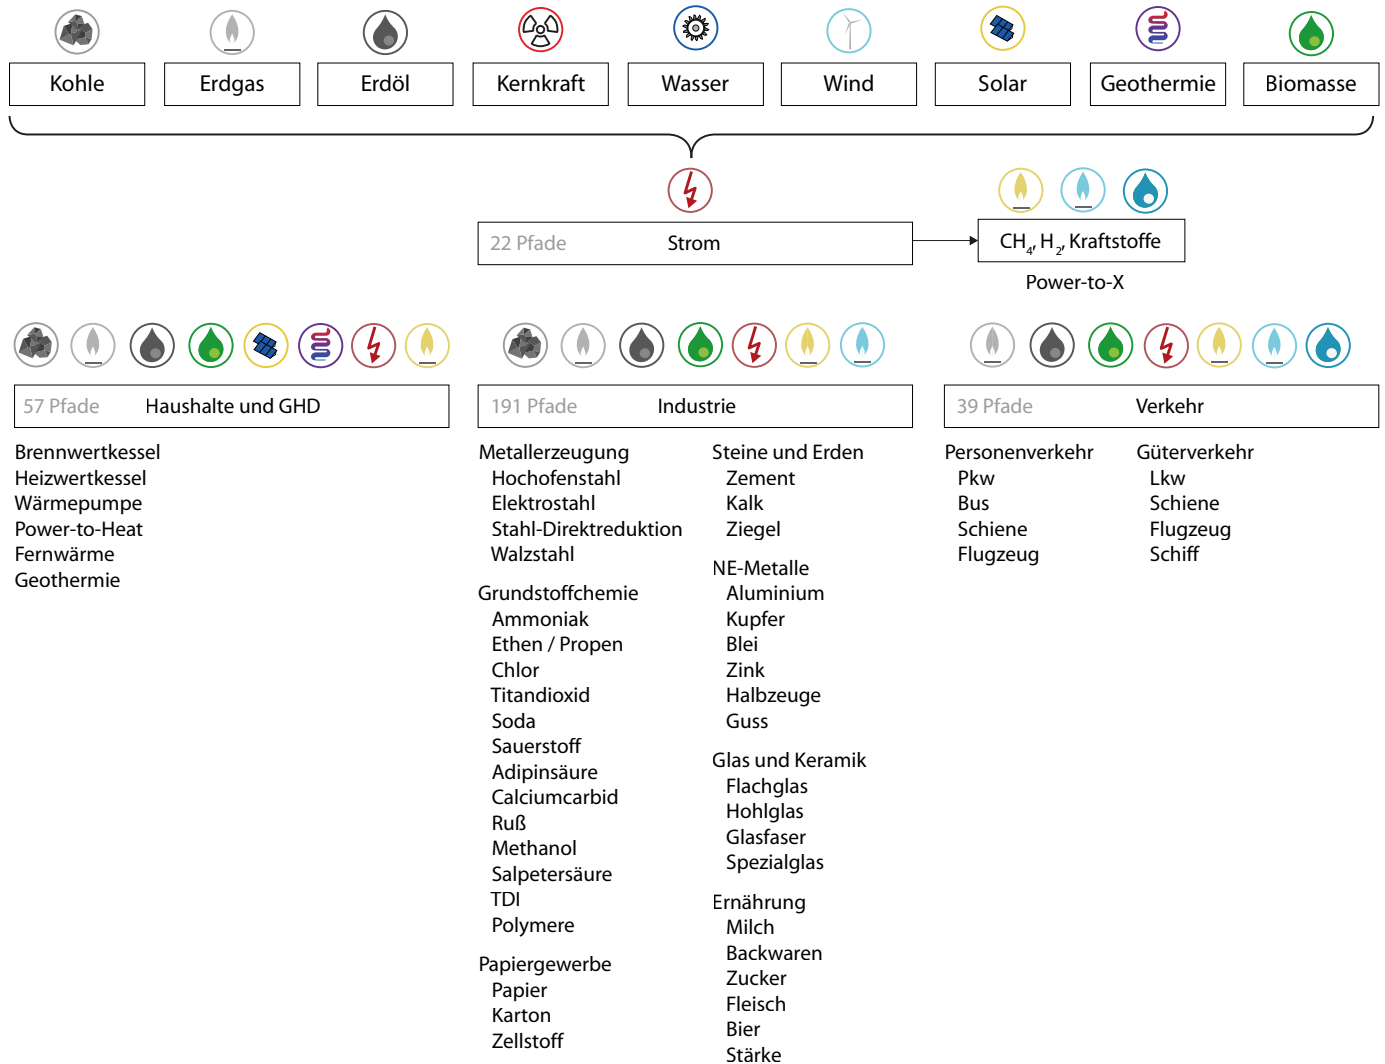 Kohle
Erdgas
Erdöl
Kernkraft
Wasser
Wind
Solar
Geothermie
Biomasse
22 Pfade
Strom
CH4, H2, Kraftstoffe
Power-to-X
57 Pfade
Haushalte und GHD
Brennwertkessel
Heizwertkessel
Wärmepumpe
Power-to-Heat
Fernwärme
Geothermie
191 Pfade
Industrie
Metallerzeugung
Hochofenstahl
Elektrostahl
Stahl-Direktreduktion
Walzstahl
Grundstoffchemie
Ammoniak
Ethen / Propen
Chlor
Titandioxid
Soda
Sauerstoff
Adipinsäure
Calciumcarbid
Ruß
Methanol
Salpetersäure
TDI
Polymere
Papiergewerbe
Papier
Karton
Zellstoff
Steine und Erden
Zement
Kalk
Ziegel
NE-Metalle
Aluminium
Kupfer
Blei
Zink
Halbzeuge
Guss
Glas und Keramik
Flachglas
Hohlglas
Glasfaser
Spezialglas
Ernährung
Milch
Backwaren
Zucker
Fleisch
Bier
Stärke
39 Pfade
Verkehr
Personenverkehr
Pkw
Bus
Schiene
Flugzeug
Güterverkehr
Lkw
Schiene
Flugzeug
Schiff